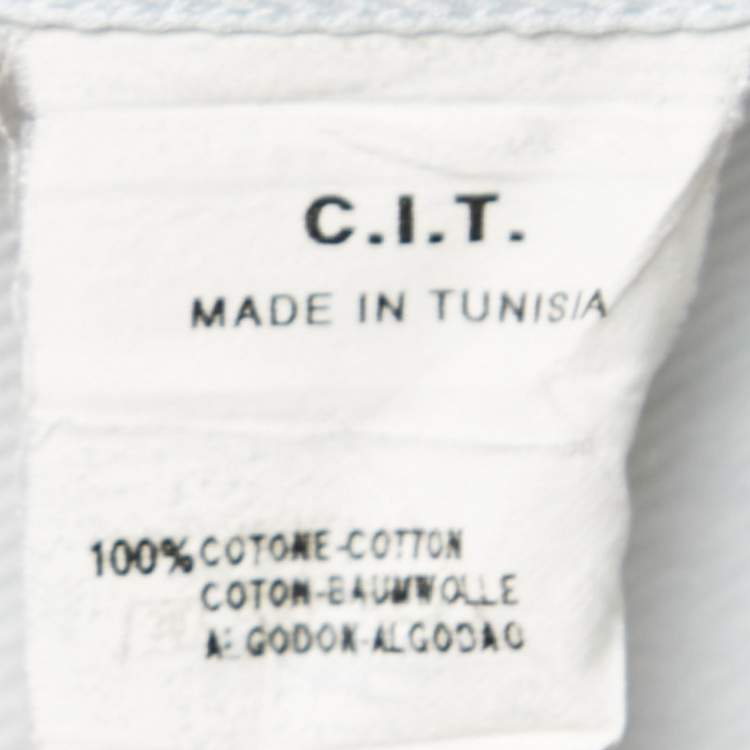 C.I.T.
MADE IN TUNISIA
100% COTONE-COTTON
COTON-BAUMWOLLE
ALGODON-ALGODAO